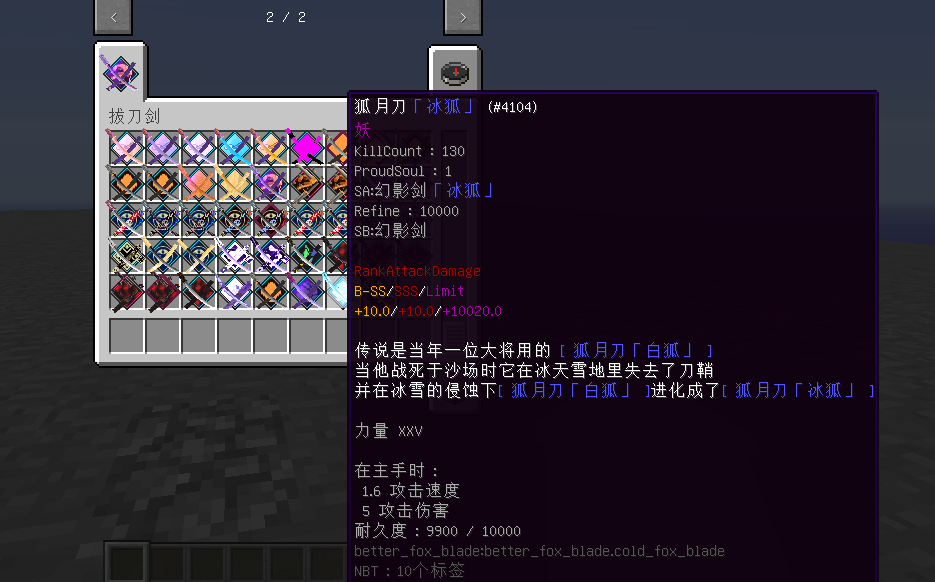 <
2 / 2
>
拔刀剑
狐月刀「冰狐」 (#4104)
妖
KillCount : 130
ProudSoul : 1
SA:幻影剑「冰狐」
Refine : 10000
SB:幻影剑
RankAttackDamage
B-SS/SSS/Limit
+10.0/+10.0/+10020.0
传说是当年一位大将用的 [ 狐月刀「白狐」 ]
当他战死于沙场时它在冰天雪地里失去了刀鞘
并在冰雪的侵蚀下[ 狐月刀「白狐」 ]进化成了[ 狐月刀「冰狐」 ]
力量 XXV
在主手时：
1.6 攻击速度
5 攻击伤害
耐久度：9900 / 10000
better_fox_blade:better_fox_blade.cold_fox_blade
NBT：10个标签